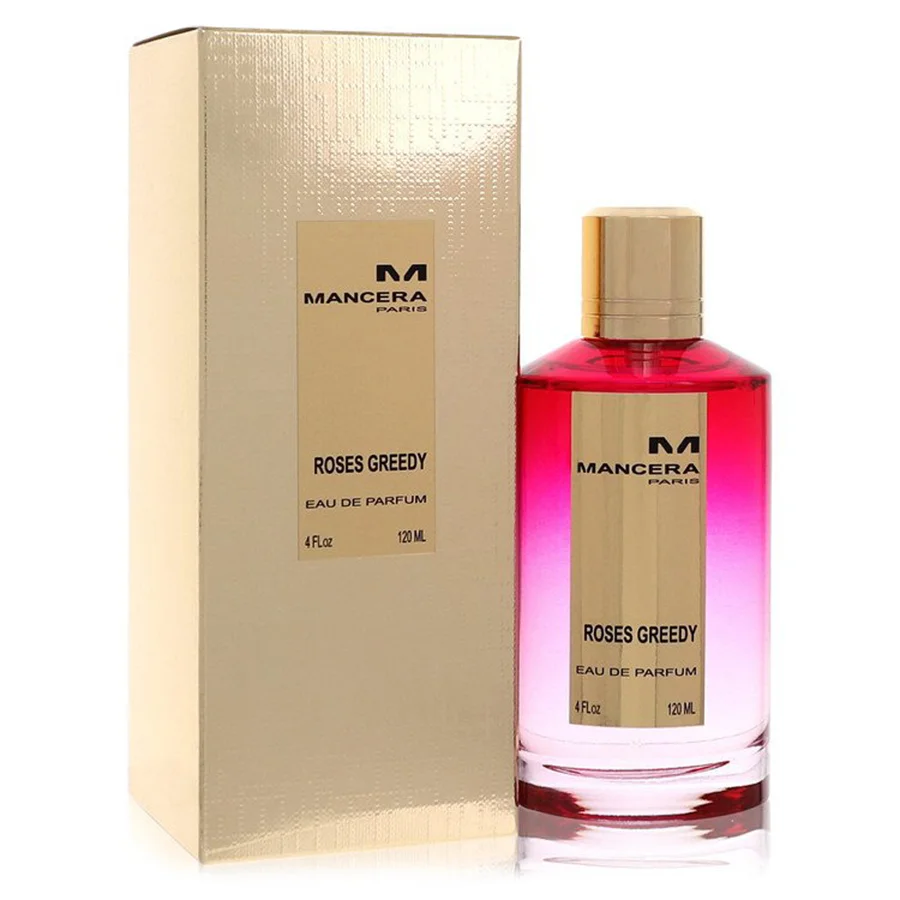 M
MANCERA
PARIS
ROSES GREEDY
EAU DE PARFUM
4 FLoz 120 ML
M
MANCERA
PARIS
ROSES GREEDY
EAU DE PARFUM
4 FLoz 120 ML